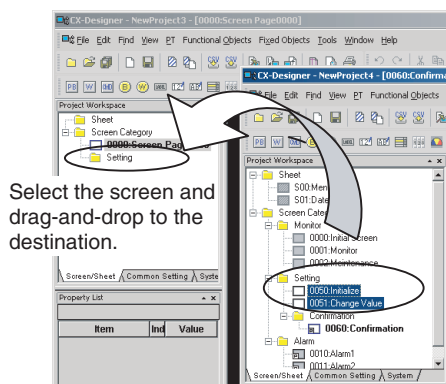 CX-Designer - NewProject3 - [0000:Screen Page0000]
File Edit Find View PT Functional Objects Fixed Objects Tools Window Help
PB W
Project Workspace
Sheet
Screen Category
0000:Screen Pag
Setting
Select the screen and
drag-and-drop to the
destination.
Screen/Sheet Common Setting Syste
Property List
Item Ind Value
CX-Designer - NewProject4 - [0060:Confirma
File Edit Find View PT Functional Objects
PB W
Project Workspace
Sheet
S00:Men
S01:Date
Screen Categ
Monitor
0000:Initial Screen
0001:Monitor
0002:Maintenance
Setting
0050:Initialize
0051:Change Value
Confirmation
0060:Confirmation
Alarm
0010:Alarm1
0011:Alarm2
Screen/Sheet Common Setting System